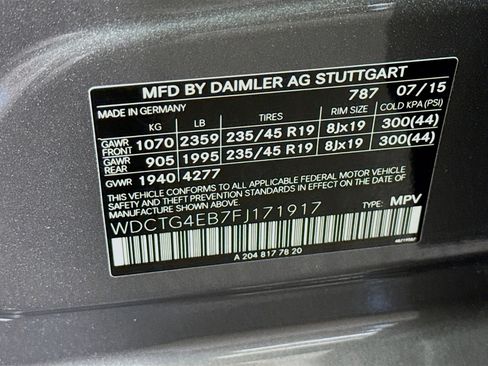 MFD BY DAIMLER AG STUTTGART
MADE IN GERMANY 787 07/15
KG LB TIRES RIM SIZE COLD KPA (PSI)
GAWR FRONT 1070 2359 235/45 R19 8Jx19 300(44)
GAWR REAR 905 1995 235/45 R19 8Jx19 300(44)
GVWR 1940 4277
THIS VEHICLE CONFORMS TO ALL APPLICABLE FEDERAL MOTOR VEHICLE
SAFETY AND THEFT PREVENTION STANDARDS IN EFFECT ON THE DATE OF
MANUFACTURE SHOWN ABOVE.
WDCTG4EB7FJ171917 TYPE: MPV
A 204 817 78 20